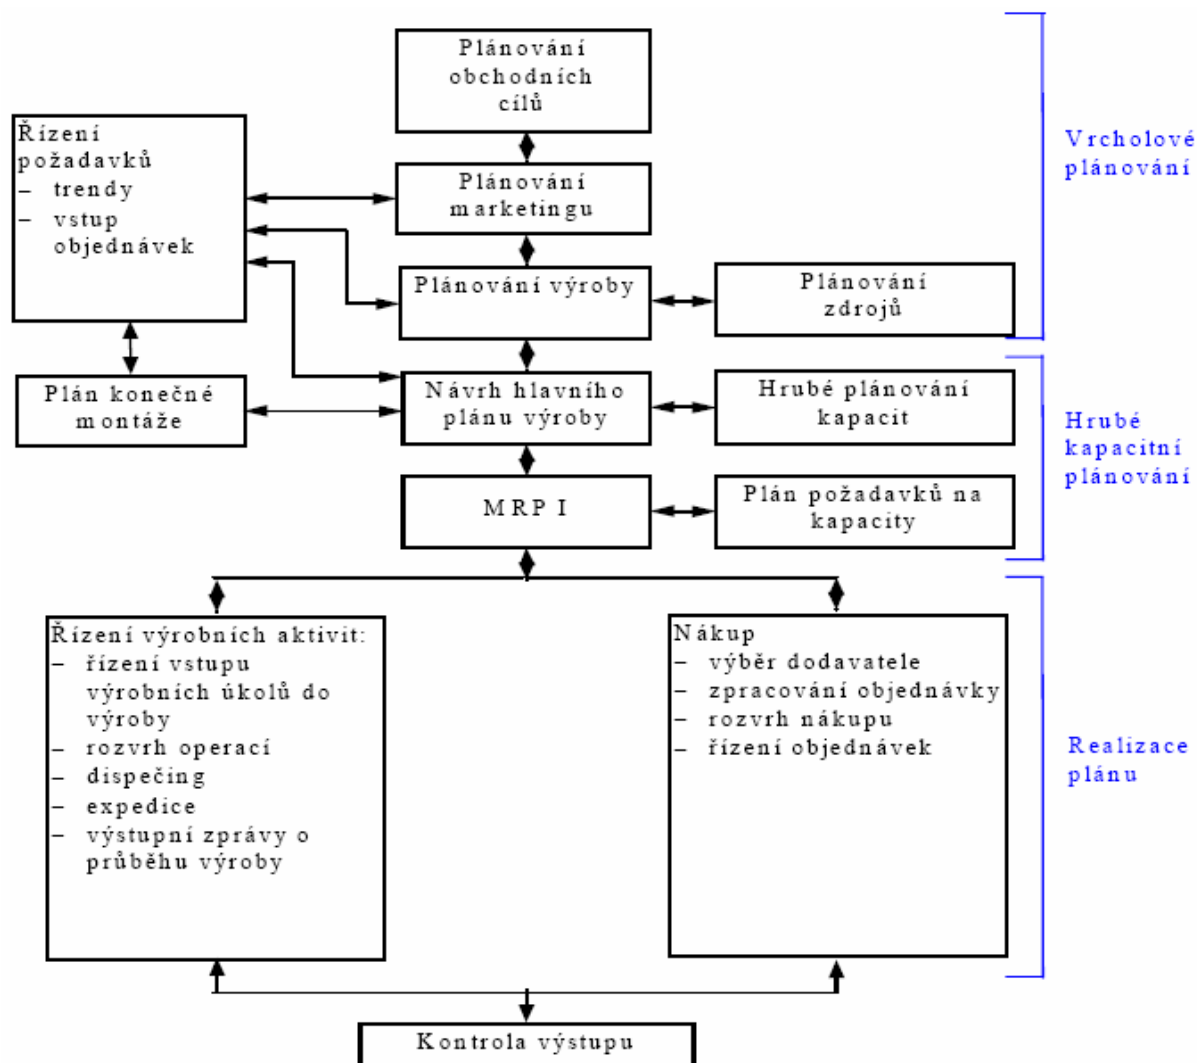 Plánování
obchodních
cílů
Řízení
požadavků
– trendy
– vstup
objednávek
Plánování
marketingu
Vrcholové
plánování
Plánování výroby
Plánování
zdrojů
Plán konečné
montáže
Návrh hlavního
plánu výroby
Hrubé plánování
kapacit
Hrubé
kapacitní
plánování
MRP I
Plán požadavků na
kapacity
Řízení výrobních aktivit:
– řízení vstupu
výrobních úkolů do
výroby
– rozvrh operací
– dispečing
– expedice
– výstupní zprávy o
průběhu výroby
Nákup
– výběr dodavatele
– zpracování objednávky
– rozvrh nákupu
– řízení objednávek
Realizace
plánu
Kontrola výstupu